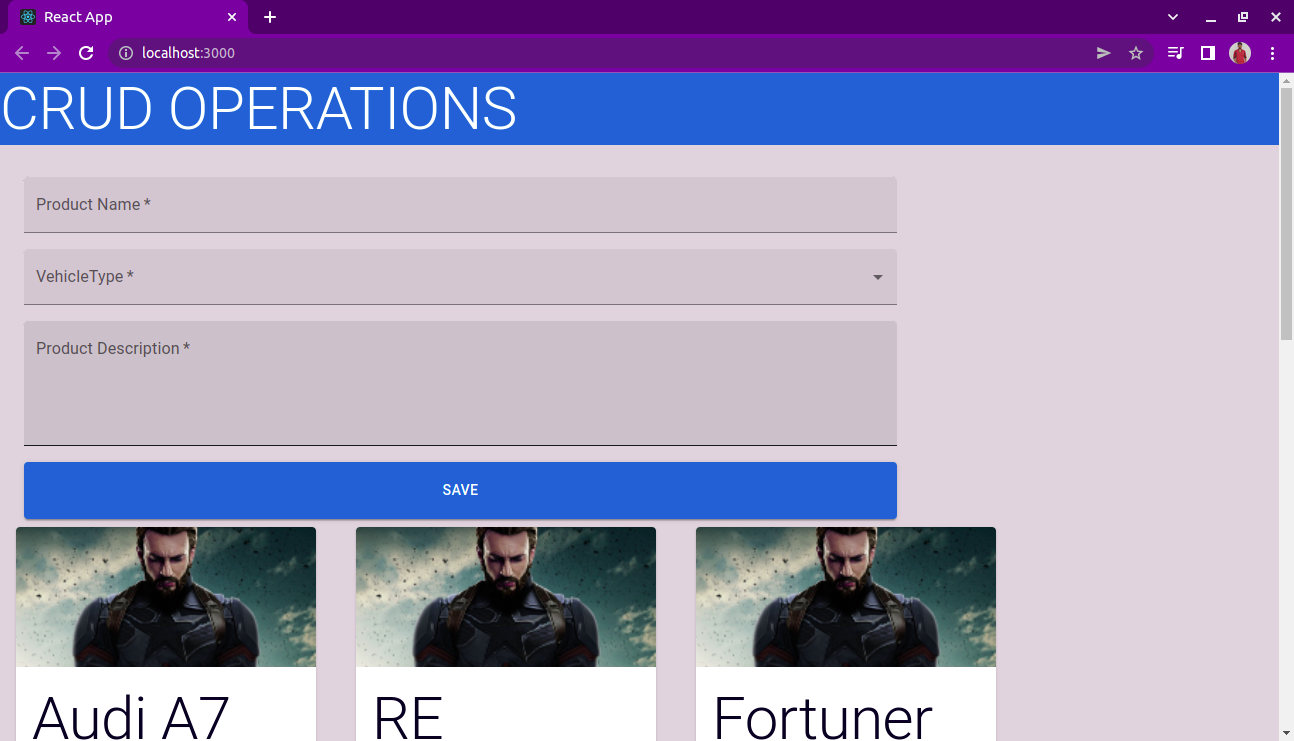 React App
localhost:3000
CRUD OPERATIONS
Product Name *
VehicleType *
Product Description *
SAVE
Audi A7 RE Fortuner